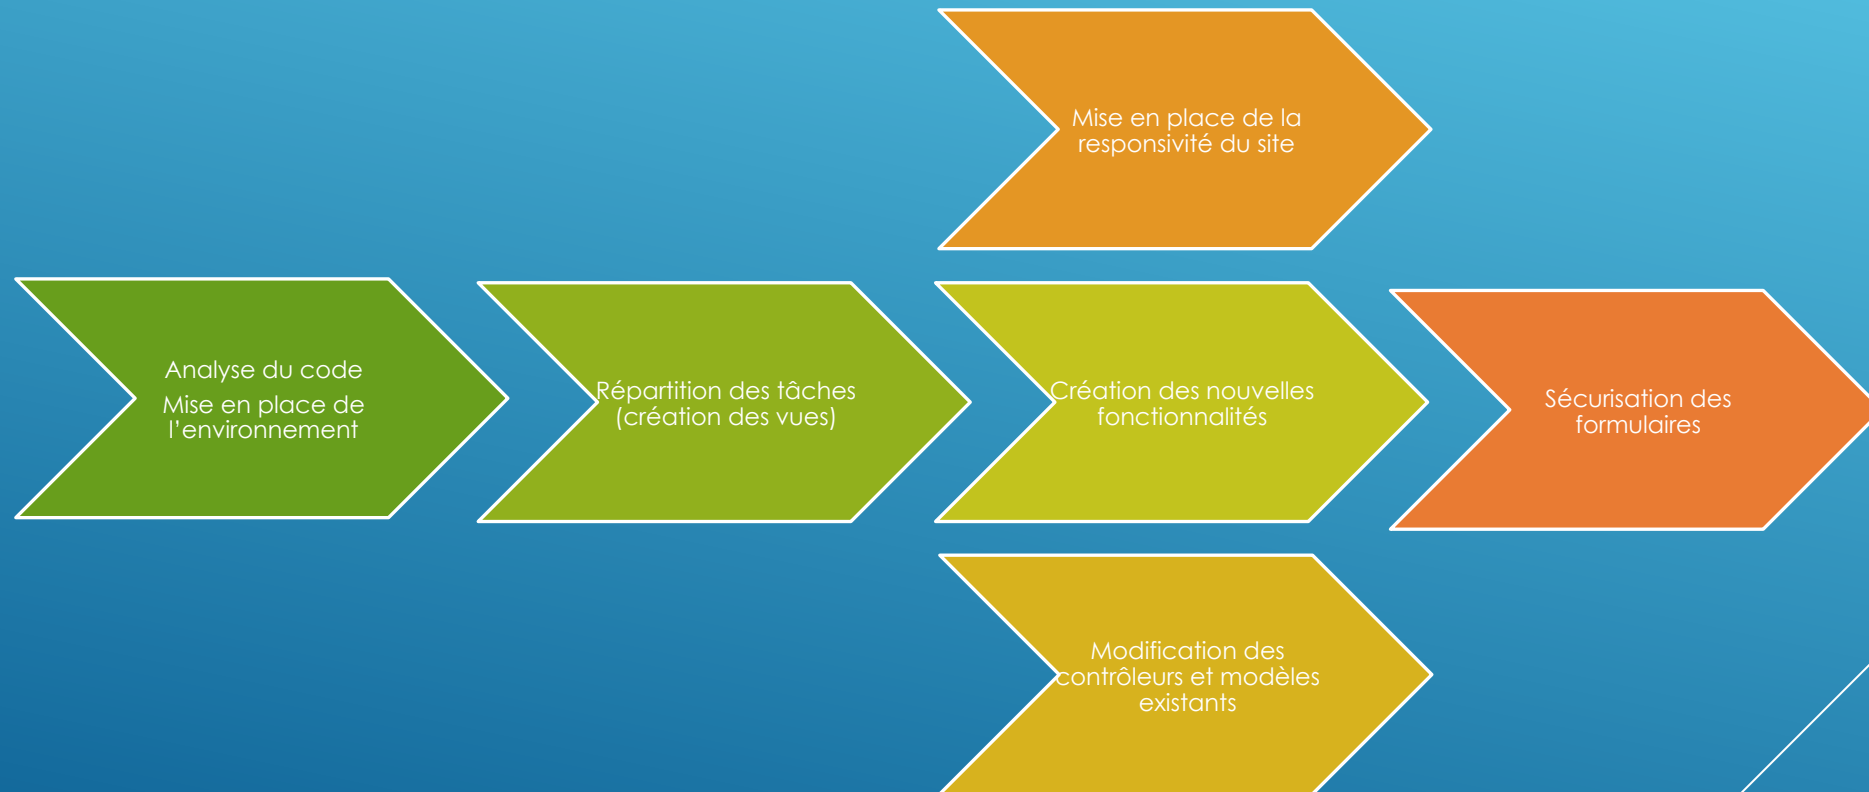 Mise en place de la
responsivité du site
Analyse du code
Mise en place de
l'environnement
Répartition des tâches
(création des vues)
Création des nouvelles
fonctionnalités
Sécurisation des
formulaires
Modification des
contrôleurs et modèles
existants